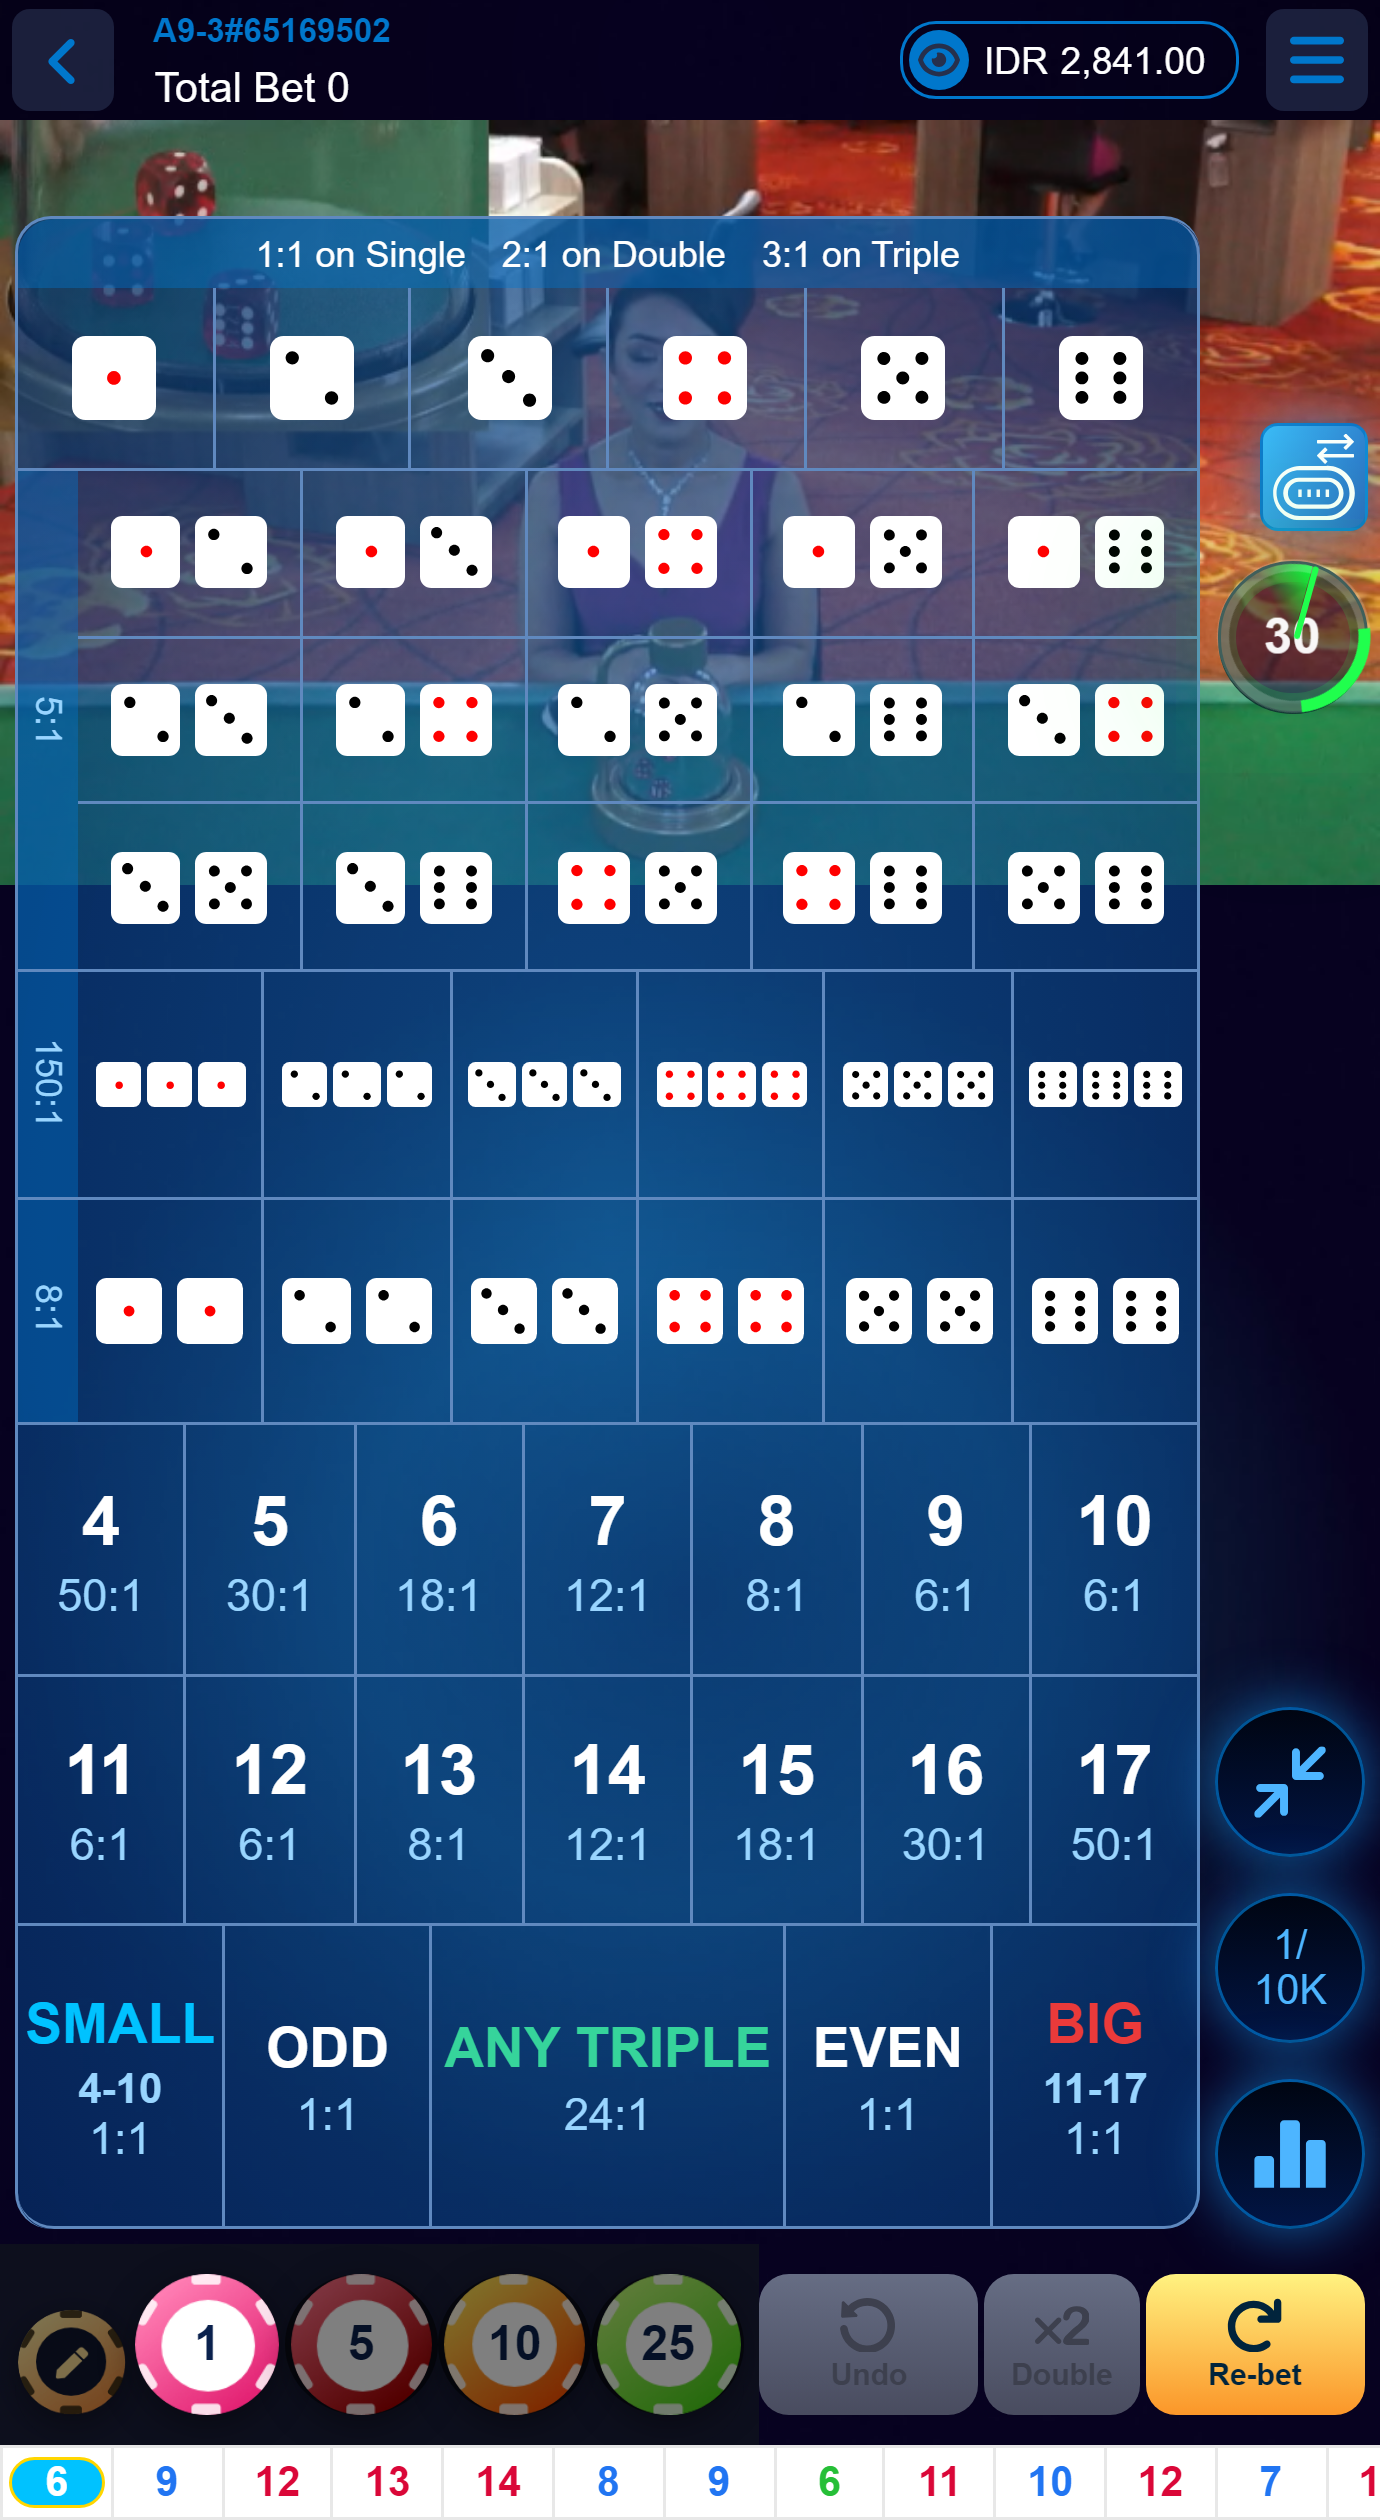 A9-3#65169502
Total Bet 0
IDR 2,841.00
1:1 on Single 2:1 on Double 3:1 on Triple
30
5:1
150:1
8:1
4 5 6 7 8 9 10
50:1 30:1 18:1 12:1 8:1 6:1 6:1
11 12 13 14 15 16 17
6:1 6:1 8:1 12:1 18:1 30:1 50:1
1/
10K
SMALL
4-10
1:1
ODD
1:1
ANY TRIPLE
24:1
EVEN
1:1
BIG
11-17
1:1
1 5 10 25
Undo
x2
Double
Re-bet
6 9 12 13 14 8 9 6 11 10 12 7